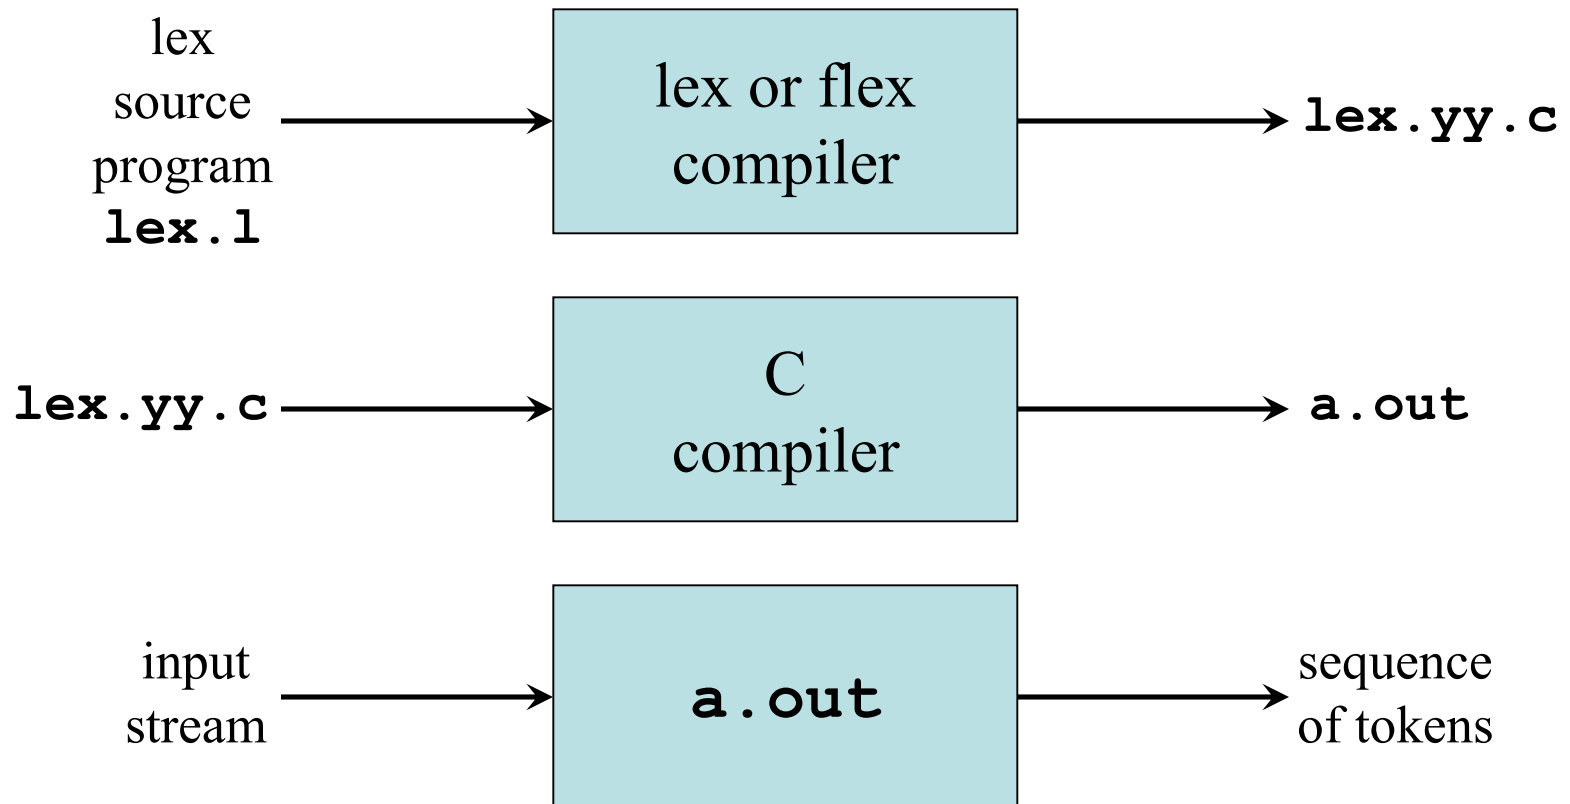 lex
source
program
lex.l
lex or flex
compiler
lex.yy.c
lex.yy.c
C
compiler
a.out
input
stream
a.out
sequence
of tokens